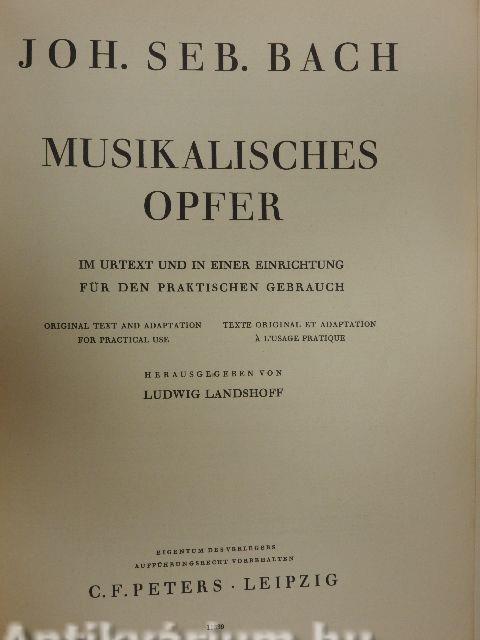 JOH. SEB. BACH
MUSIKALISCHES
OPFER
IM URTEXT UND IN EINER EINRICHTUNG
FÜR DEN PRAKTISCHEN GEBRAUCH
ORIGINAL TEXT AND ADAPTATION
FOR PRACTICAL USE
TEXTE ORIGINAL ET ADAPTATION
À L'USAGE PRATIQUE
HERAUSGEGEBEN VON
LUDWIG LANDSHOFF
EIGENTUM DES VERLEGERS
AUFFÜHRUNGSRECHT VORBEHALTEN
C. F. PETERS · LEIPZIG
Antikvárium.hu